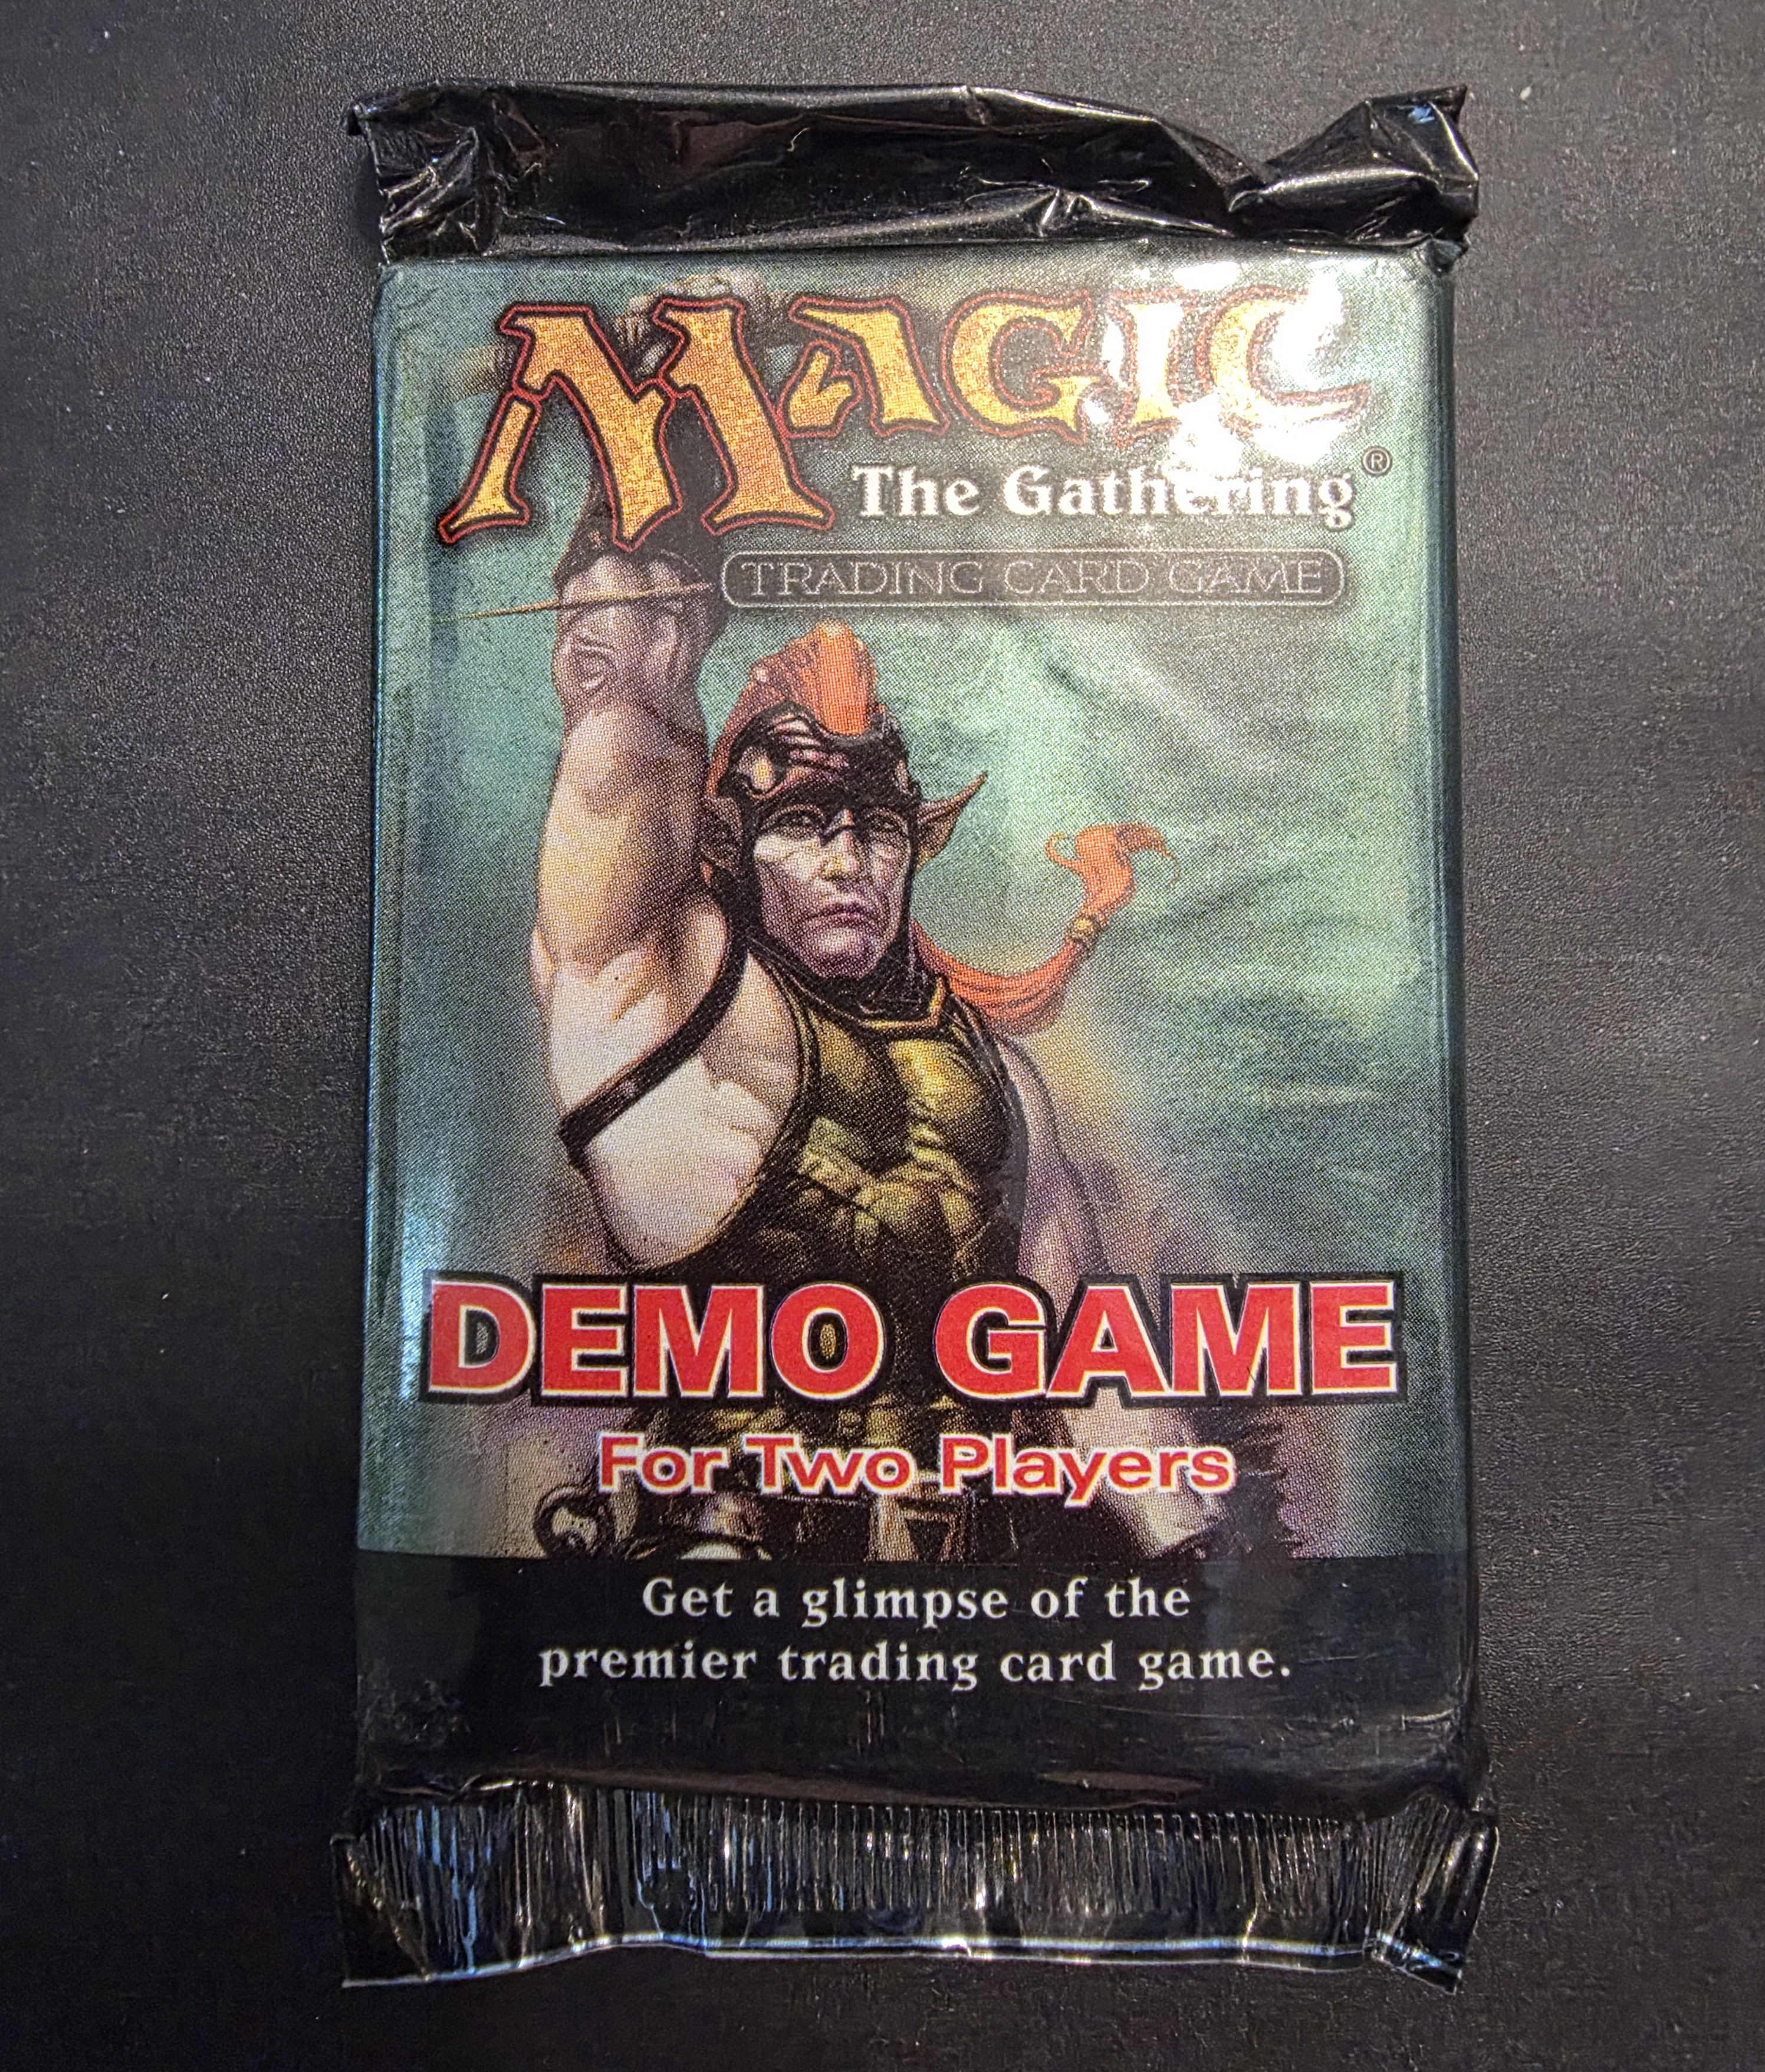 MAGIC
The Gathering®
TRADING CARD GAME
DEMO GAME
For Two Players
Get a glimpse of the
premier trading card game.